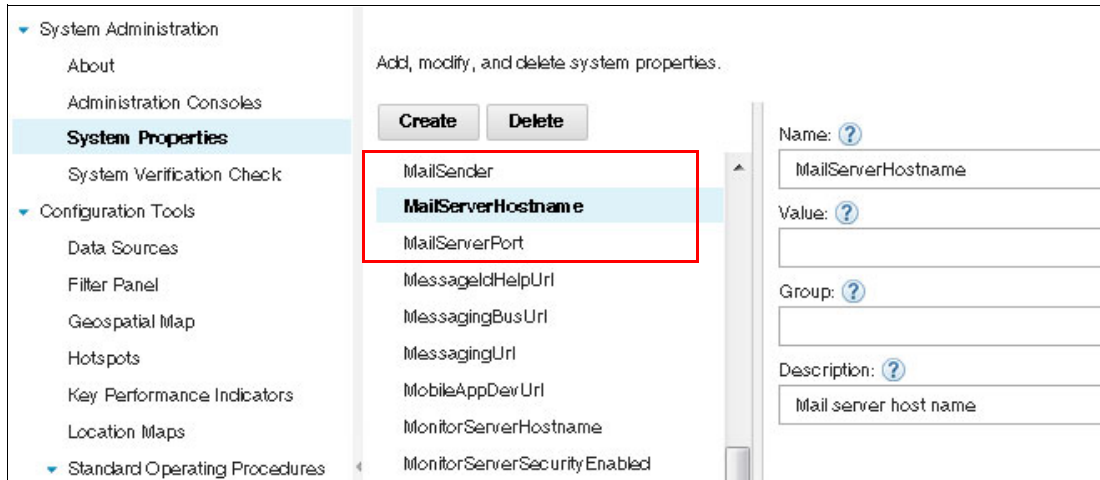 System Administration
About
Administration Consoles
System Properties
System Verification Check
Configuration Tools
Data Sources
Filter Panel
Geospatial Map
Hotspots
Key Performance Indicators
Location Maps
Standard Operating Procedures
Add, modify, and delete system properties.
Create Delete
MailSender
MailServerHostname
MailServerPort
MessageIdHelpUrl
MessagingBusUrl
MessagingUrl
MobileAppDevUrl
MonitorServerHostname
MonitorServerSecurityEnabled
Name: ?
MailServerHostname
Value: ?
Group: ?
Description: ?
Mail server host name